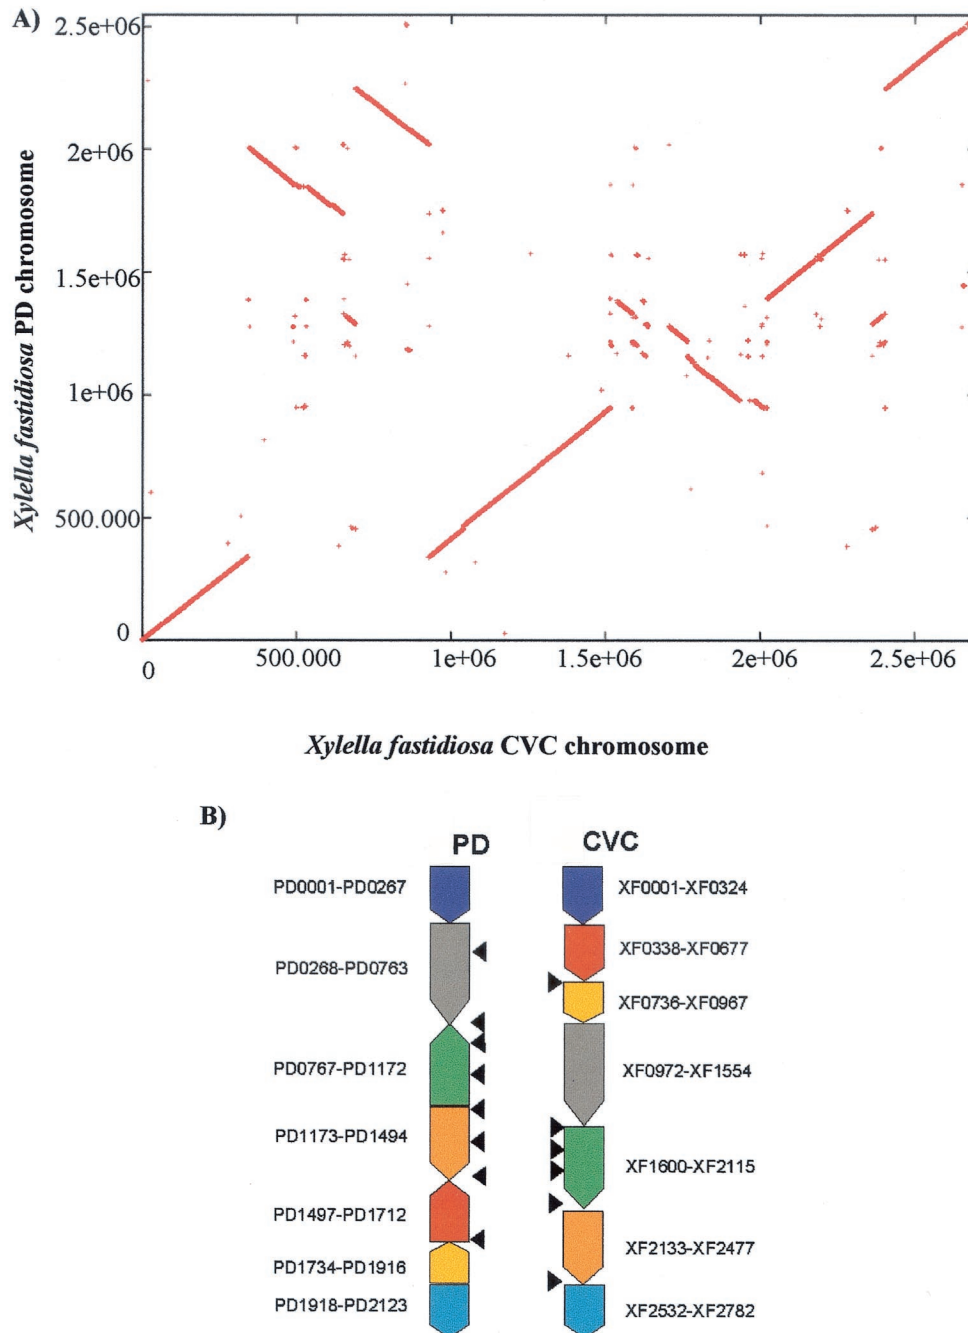 A)
2.5e+06
2e+06
1.5e+06
1e+06
500.000
0
Xylella fastidiosa PD chromosome
0
500.000
1e+06
1.5e+06
2e+06
2.5e+06
Xylella fastidiosa CVC chromosome
B)
PD
CVC
PD0001-PD0267
XF0001-XF0324
XF0338-XF0677
PD0268-PD0763
XF0736-XF0967
PD0767-PD1172
XF0972-XF1554
PD1173-PD1494
XF1600-XF2115
PD1497-PD1712
XF2133-XF2477
PD1734-PD1916
PD1918-PD2123
XF2532-XF2782